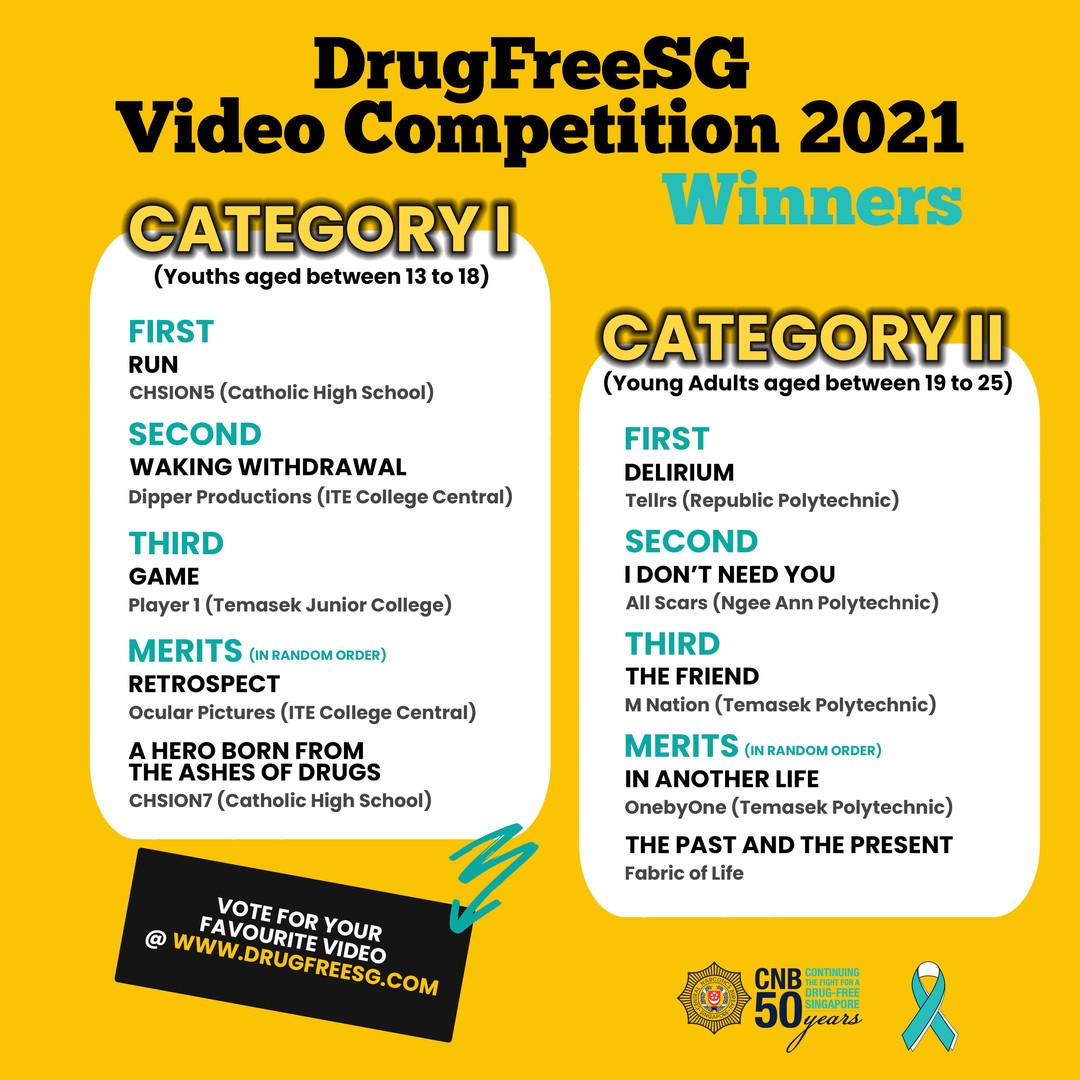 DrugFreeSG
Video Competition 2021
Winners
CATEGORY I
(Youths aged between 13 to 18)
FIRST
RUN
CHSION5 (Catholic High School)
SECOND
WAKING WITHDRAWAL
Dipper Productions (ITE College Central)
THIRD
GAME
Player 1 (Temasek Junior College)
MERITS (IN RANDOM ORDER)
RETROSPECT
Ocular Pictures (ITE College Central)
A HERO BORN FROM
THE ASHES OF DRUGS
CHSION7 (Catholic High School)
CATEGORY II
(Young Adults aged between 19 to 25)
FIRST
DELIRIUM
Tellrs (Republic Polytechnic)
SECOND
I DON'T NEED YOU
All Scars (Ngee Ann Polytechnic)
THIRD
THE FRIEND
M Nation (Temasek Polytechnic)
MERITS (IN RANDOM ORDER)
IN ANOTHER LIFE
OnebyOne (Temasek Polytechnic)
THE PAST AND THE PRESENT
Fabric of Life
VOTE FOR YOUR
FAVOURITE VIDEO
@ WWW.DRUGFREESG.COM
CENTRAL NARCOTICS BUREAU
SINGAPORE
CNB
50
years
CONTINUING
THE FIGHT FOR A
DRUG-FREE
SINGAPORE